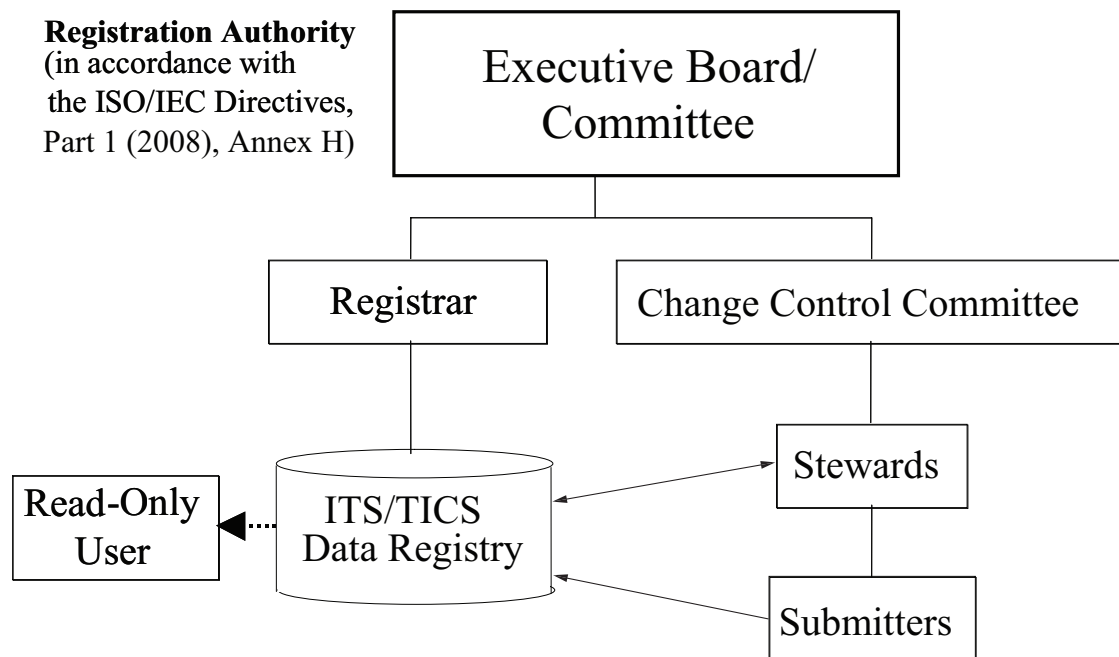 Registration Authority
(in accordance with
the ISO/IEC Directives,
Part 1 (2008), Annex H)
Executive Board/
Committee
Registrar
Change Control Committee
Stewards
Read-Only
User
ITS/TICS
Data Registry
Submitters